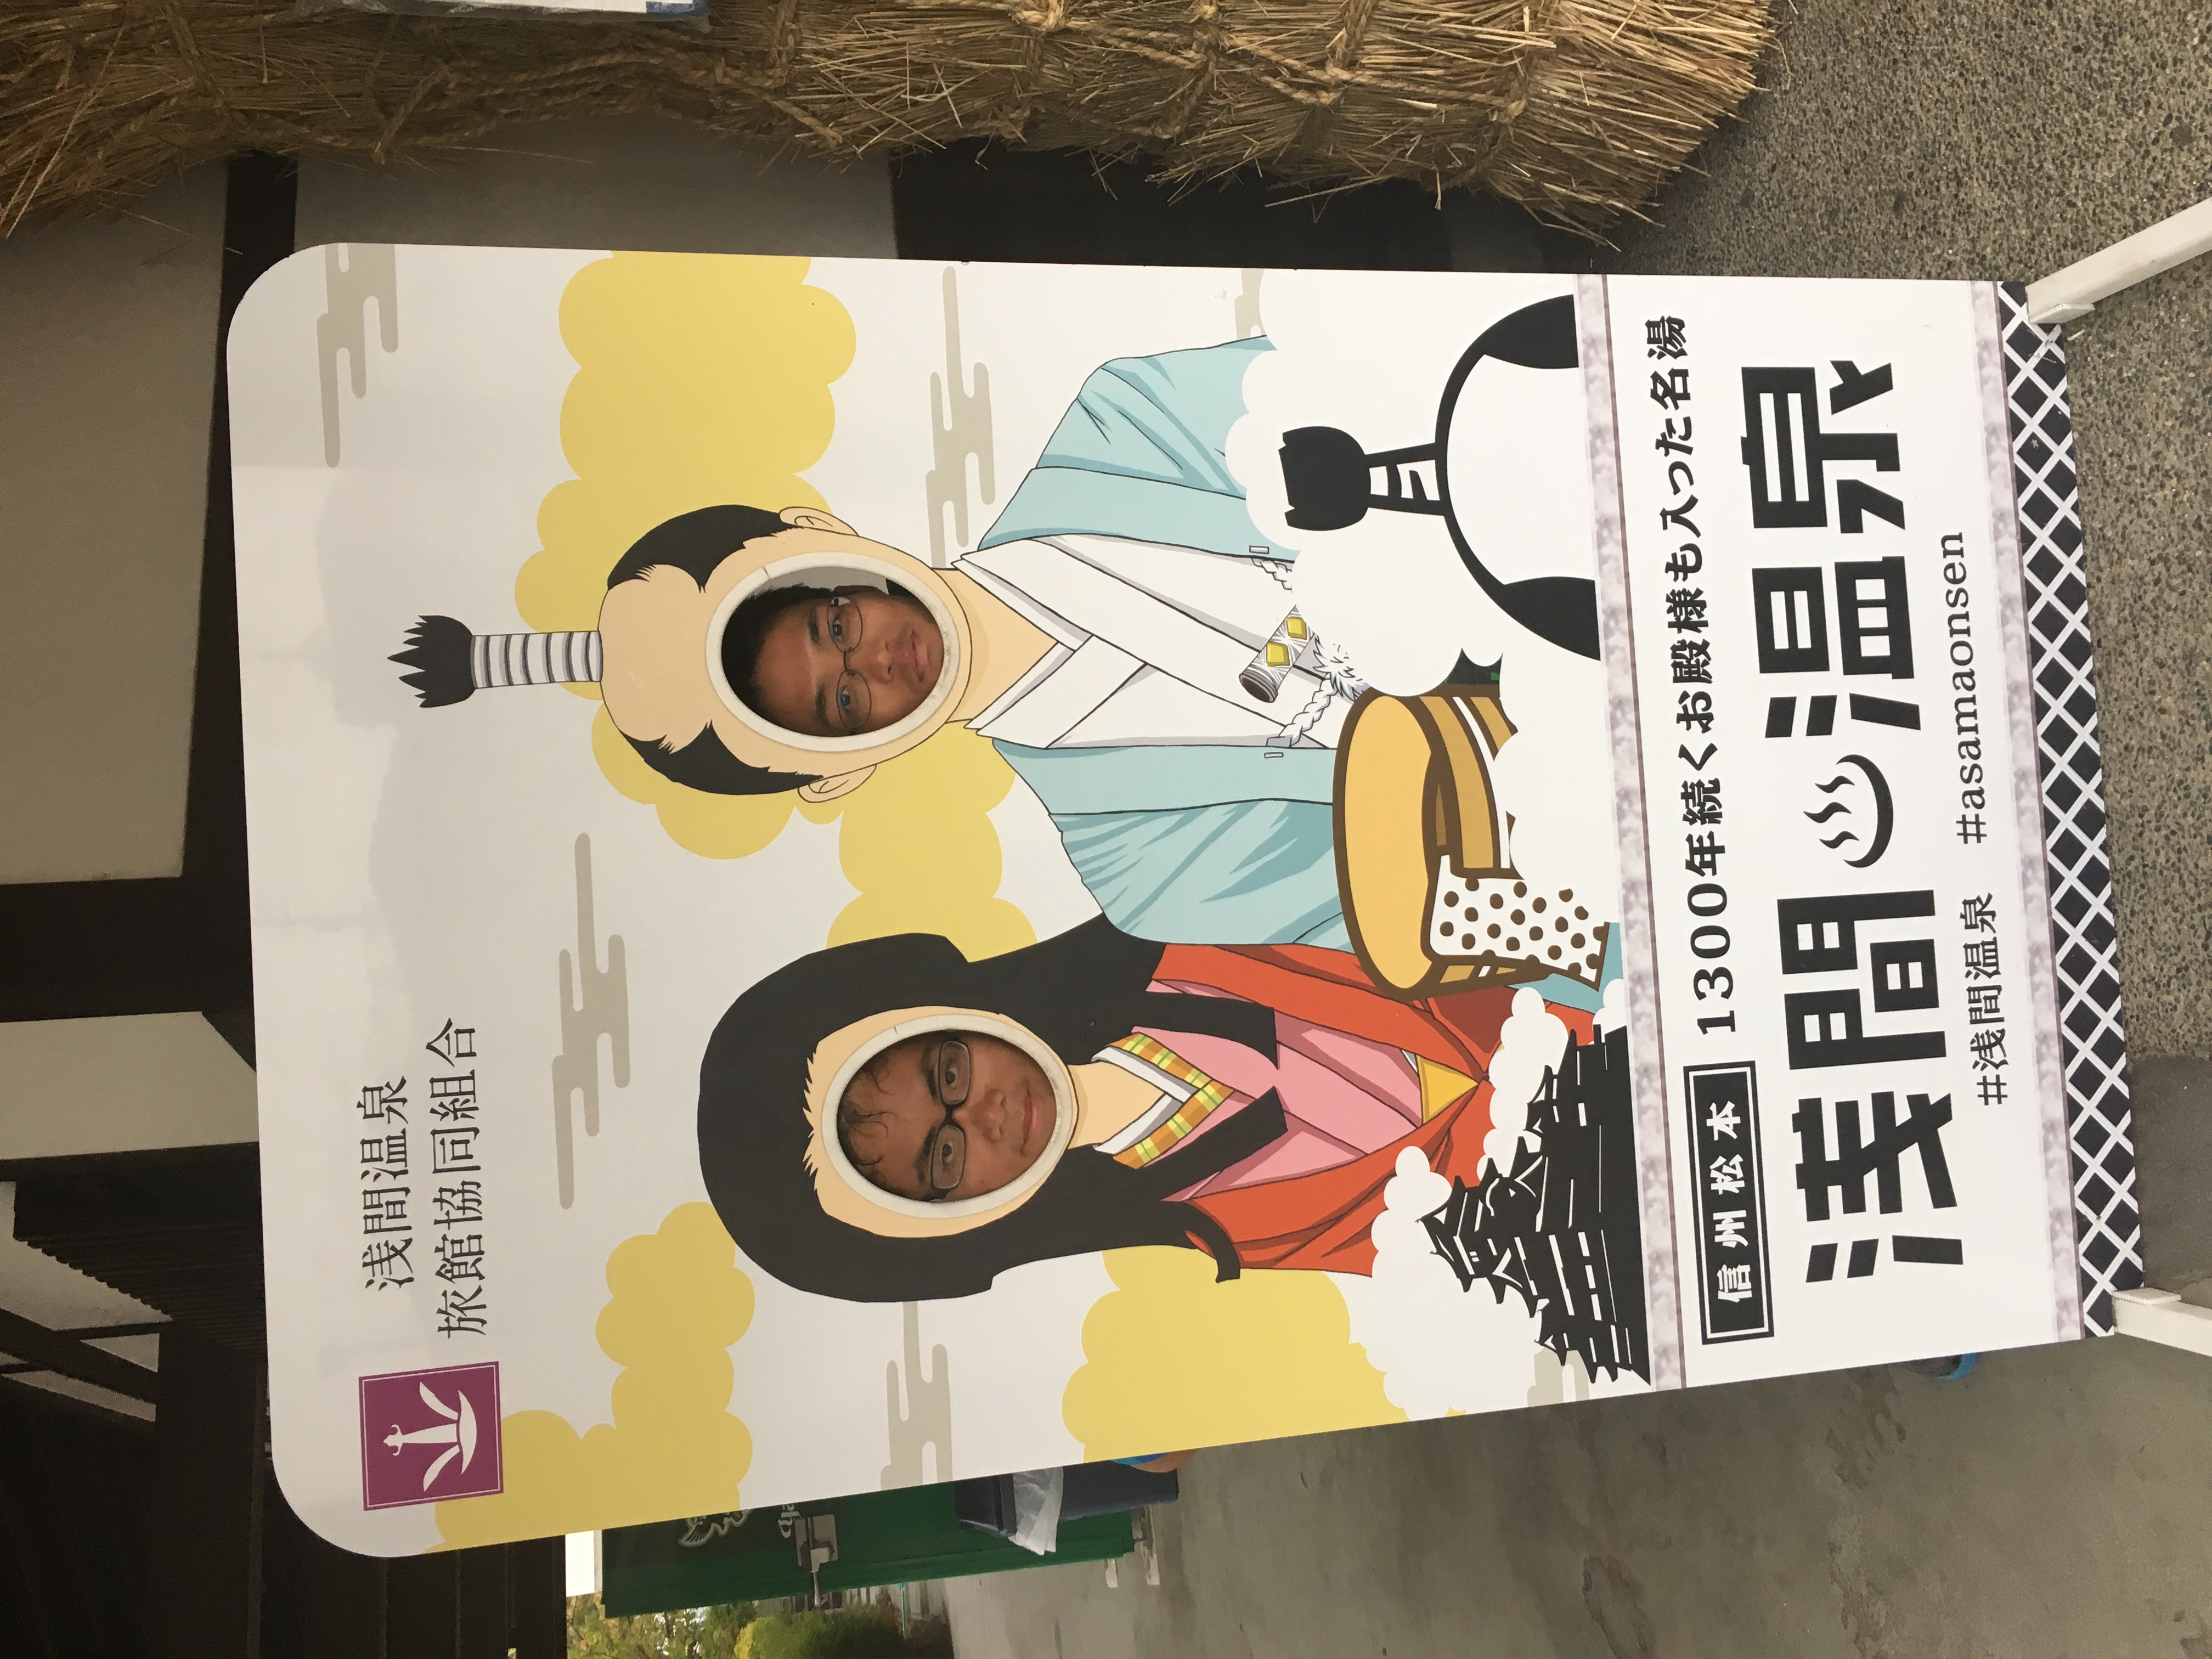 浅間温泉
旅館協同組合
信州松本
1300年続くお殿様も入った名湯
浅間♨温泉
#浅間温泉 #asamaonsen